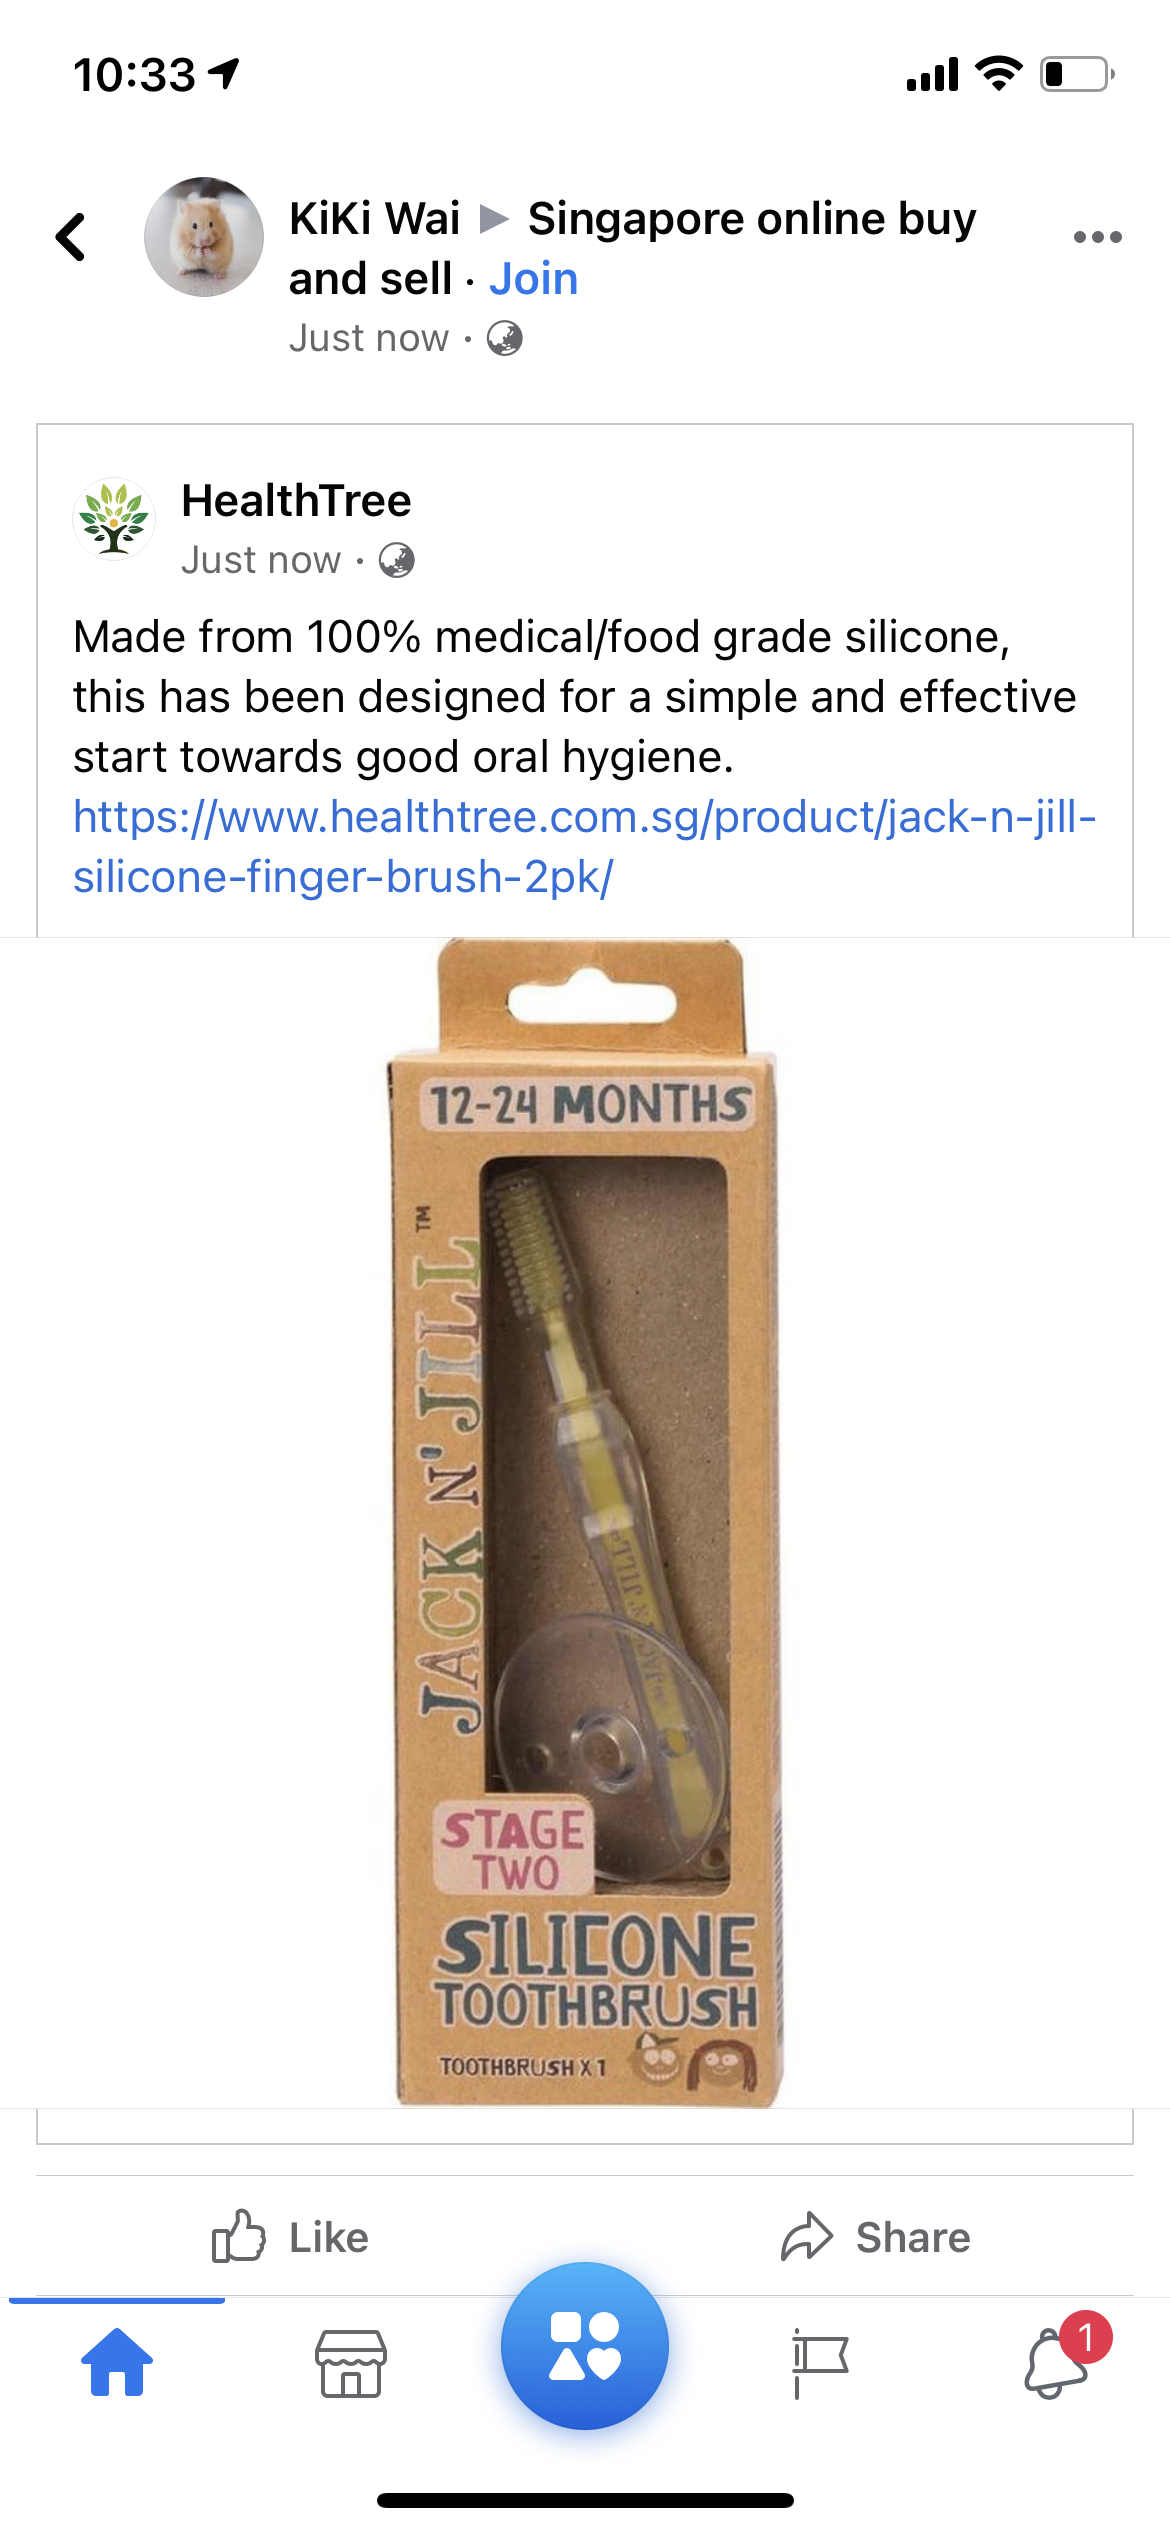 10:33
KiKi Wai ▶ Singapore online buy
and sell · Join
Just now ·
HealthTree
Just now ·
Made from 100% medical/food grade silicone,
this has been designed for a simple and effective
start towards good oral hygiene.
https://www.healthtree.com.sg/product/jack-n-jill-
silicone-finger-brush-2pk/
12-24 MONTHS
JACK N' JILL™
JACK N' JILL
STAGE
TWO
SILICONE
TOOTHBRUSH
TOOTHBRUSH X 1
Like
Share
1